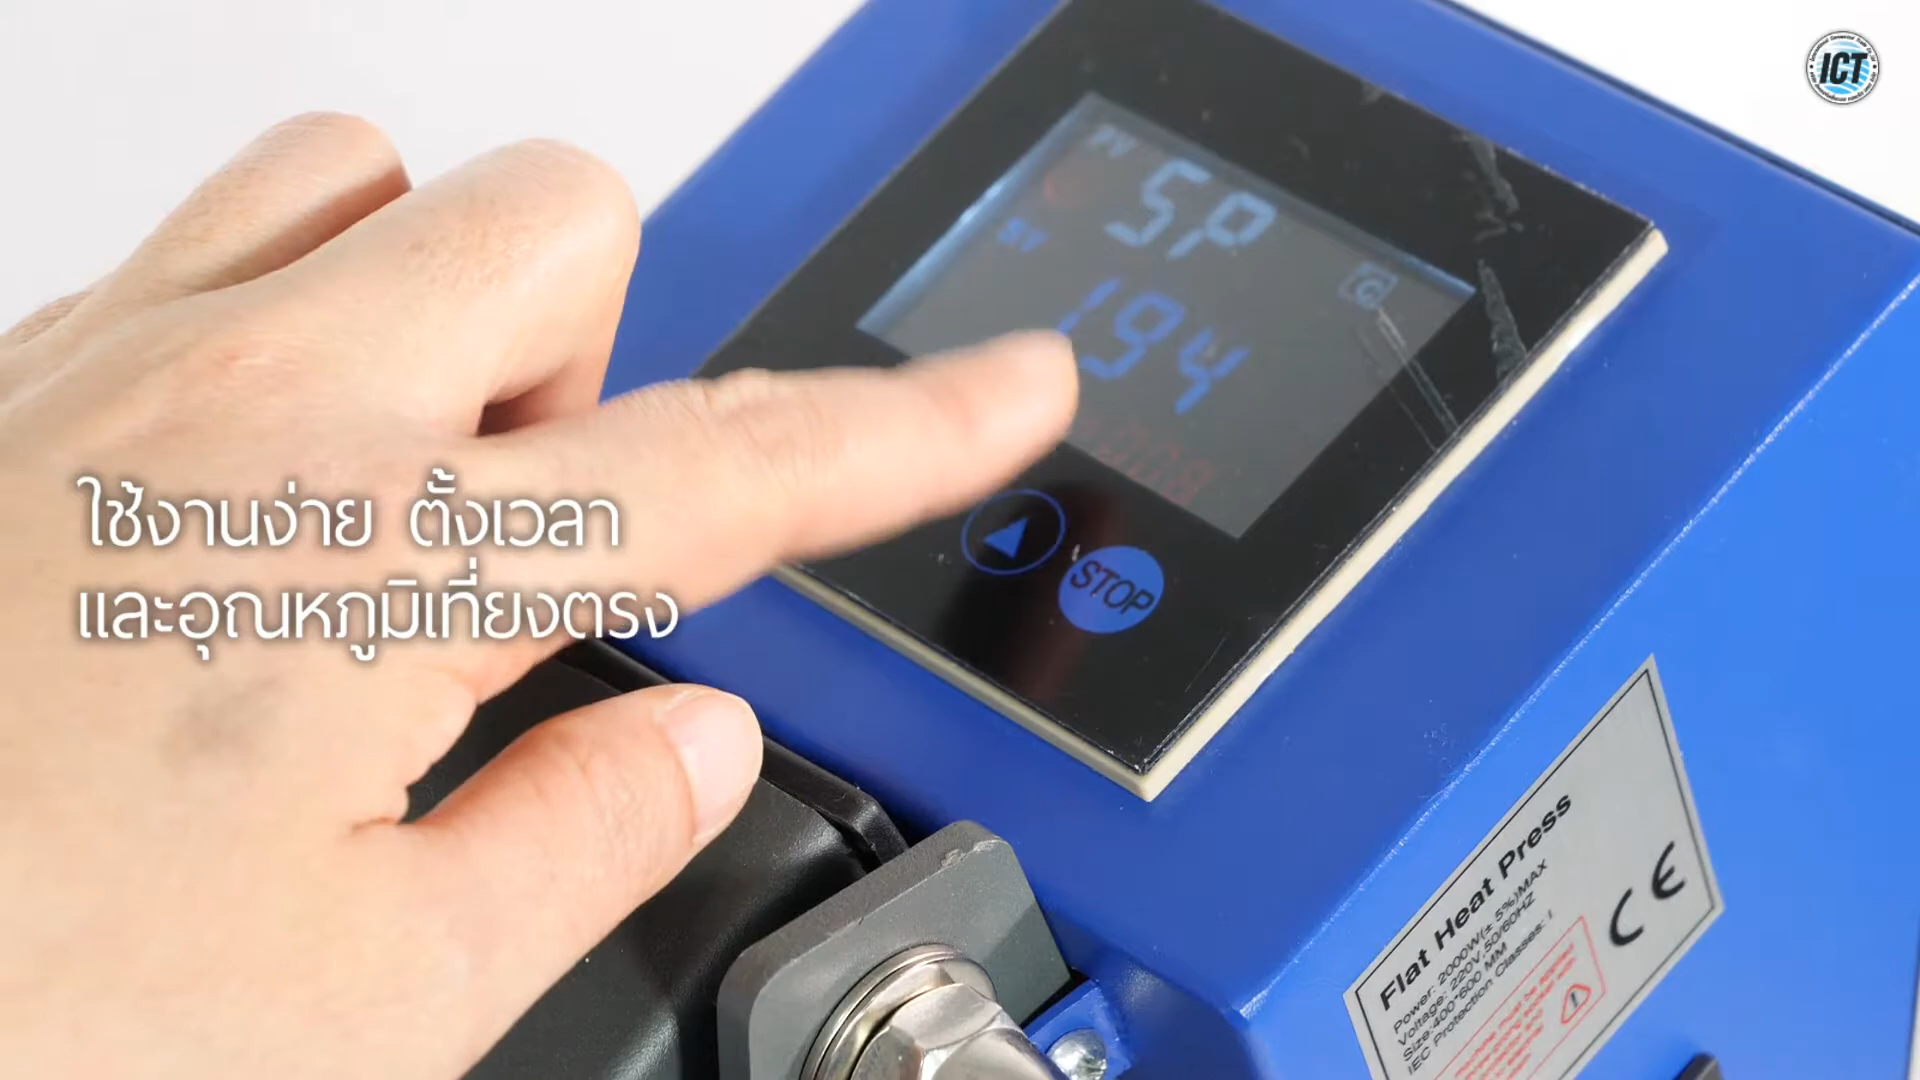 ICT
PV
SP
SV
194
STOP
ใช้งานง่าย ตั้งเวลา
และอุณหภูมิเที่ยงตรง
Flat Heat Press
Power: 2000W(± 5%)MAX
Voltage: 220V,50/60HZ
Size:400*600 MM
IEC Protection Classes: I
CE